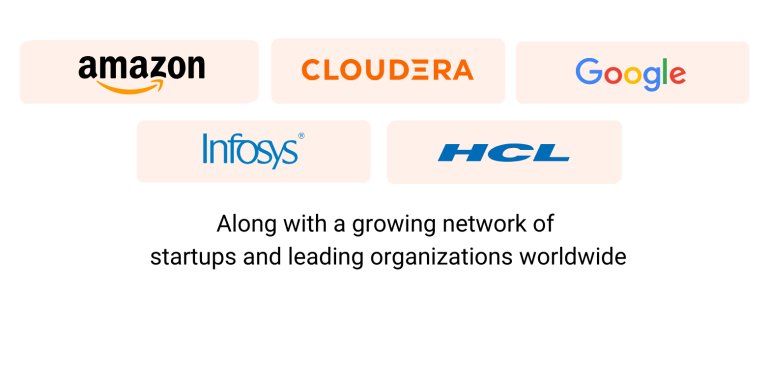 amazon
CLOUDERA
Google
Infosys®
HCL
Along with a growing network of
startups and leading organizations worldwide